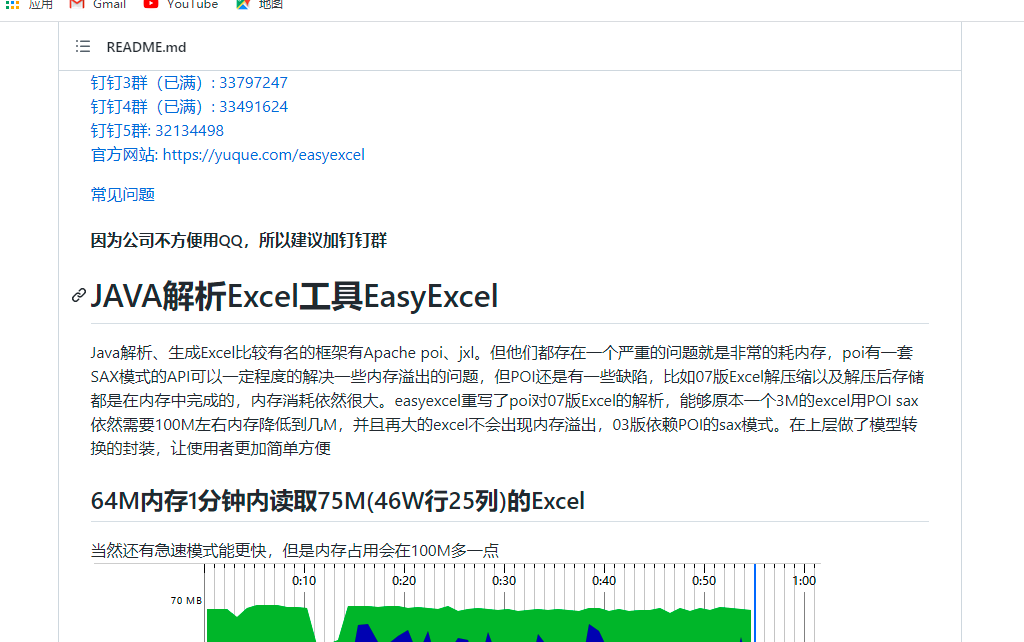 应用 Gmail YouTube 地图
README.md
钉钉3群（已满）: 33797247
钉钉4群（已满）: 33491624
钉钉5群: 32134498
官方网站: https://yuque.com/easyexcel
常见问题
因为公司不方便用QQ，所以建议加钉钉群
JAVA解析Excel工具EasyExcel
Java解析、生成Excel比较有名的框架有Apache poi、jxl。但他们都存在一个严重的问题就是非常的耗内存，poi有一套
SAX模式的API可以一定程度的解决一些内存溢出的问题，但POI还是有一些缺陷，比如07版Excel解压缩以及解压后存储
都是在内存中完成的，内存消耗依然很大。easyexcel重写了poi对07版Excel的解析，能够原本一个3M的excel用POI sax
依然需要100M左右内存降低到几M，并且再大的excel不会出现内存溢出，03版依赖POI的sax模式。在上层做了模型转
换的封装，让使用者更加简单方便
64M内存1分钟内读取75M(46W行25列)的Excel
当然还有急速模式能更快，但是内存占用会在100M多一点
0:10 0:20 0:30 0:40 0:50 1:00
70 MB